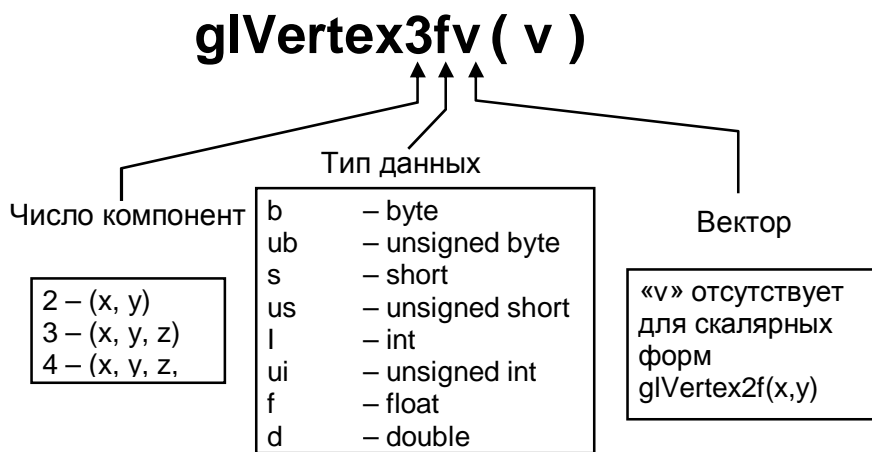 glVertex3fv( v )
Тип данных
Число компонент
2 – (x, y)
3 – (x, y, z)
4 – (x, y, z,
b – byte
ub – unsigned byte
s – short
us – unsigned short
I – int
ui – unsigned int
f – float
d – double
Вектор
«v» отсутствует
для скалярных
форм
glVertex2f(x,y)